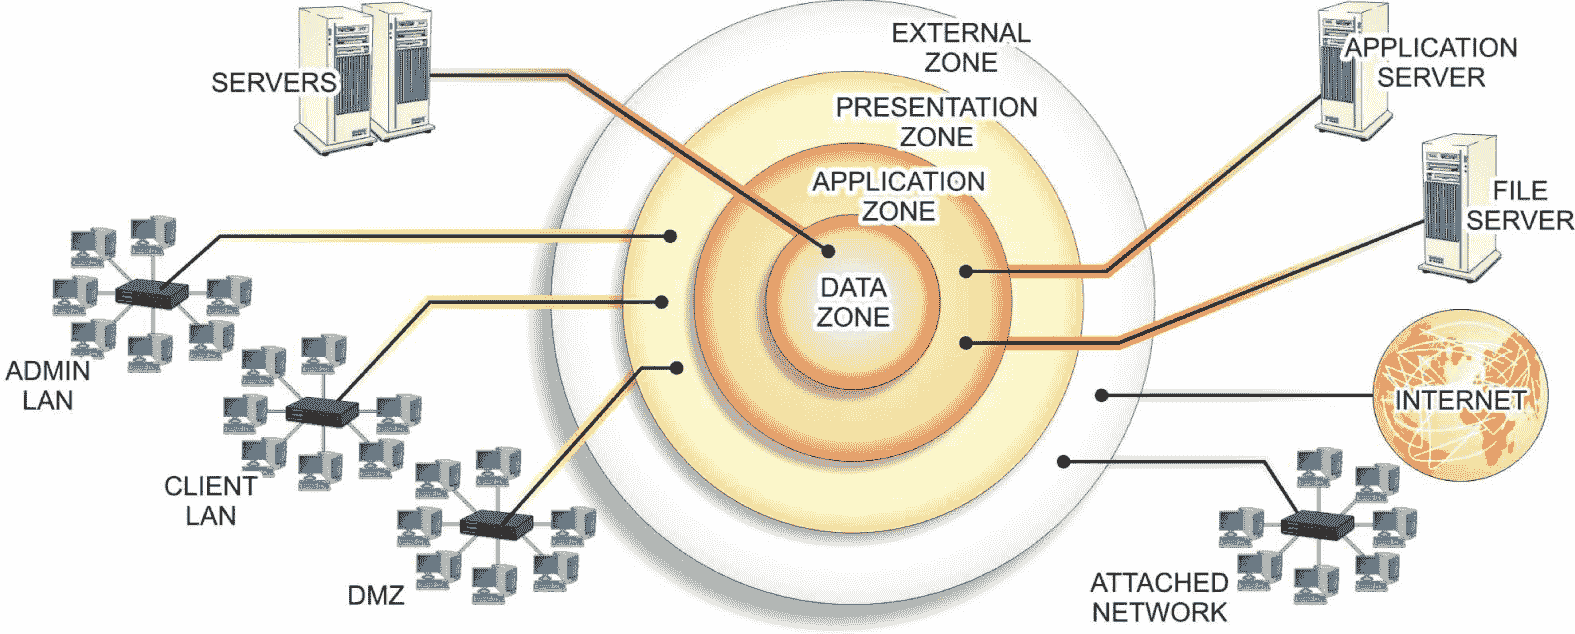 EXTERNAL
ZONE
PRESENTATION
ZONE
APPLICATION
ZONE
DATA
ZONE
SERVERS
ADMIN
LAN
CLIENT
LAN
DMZ
APPLICATION
SERVER
FILE
SERVER
INTERNET
ATTACHED
NETWORK